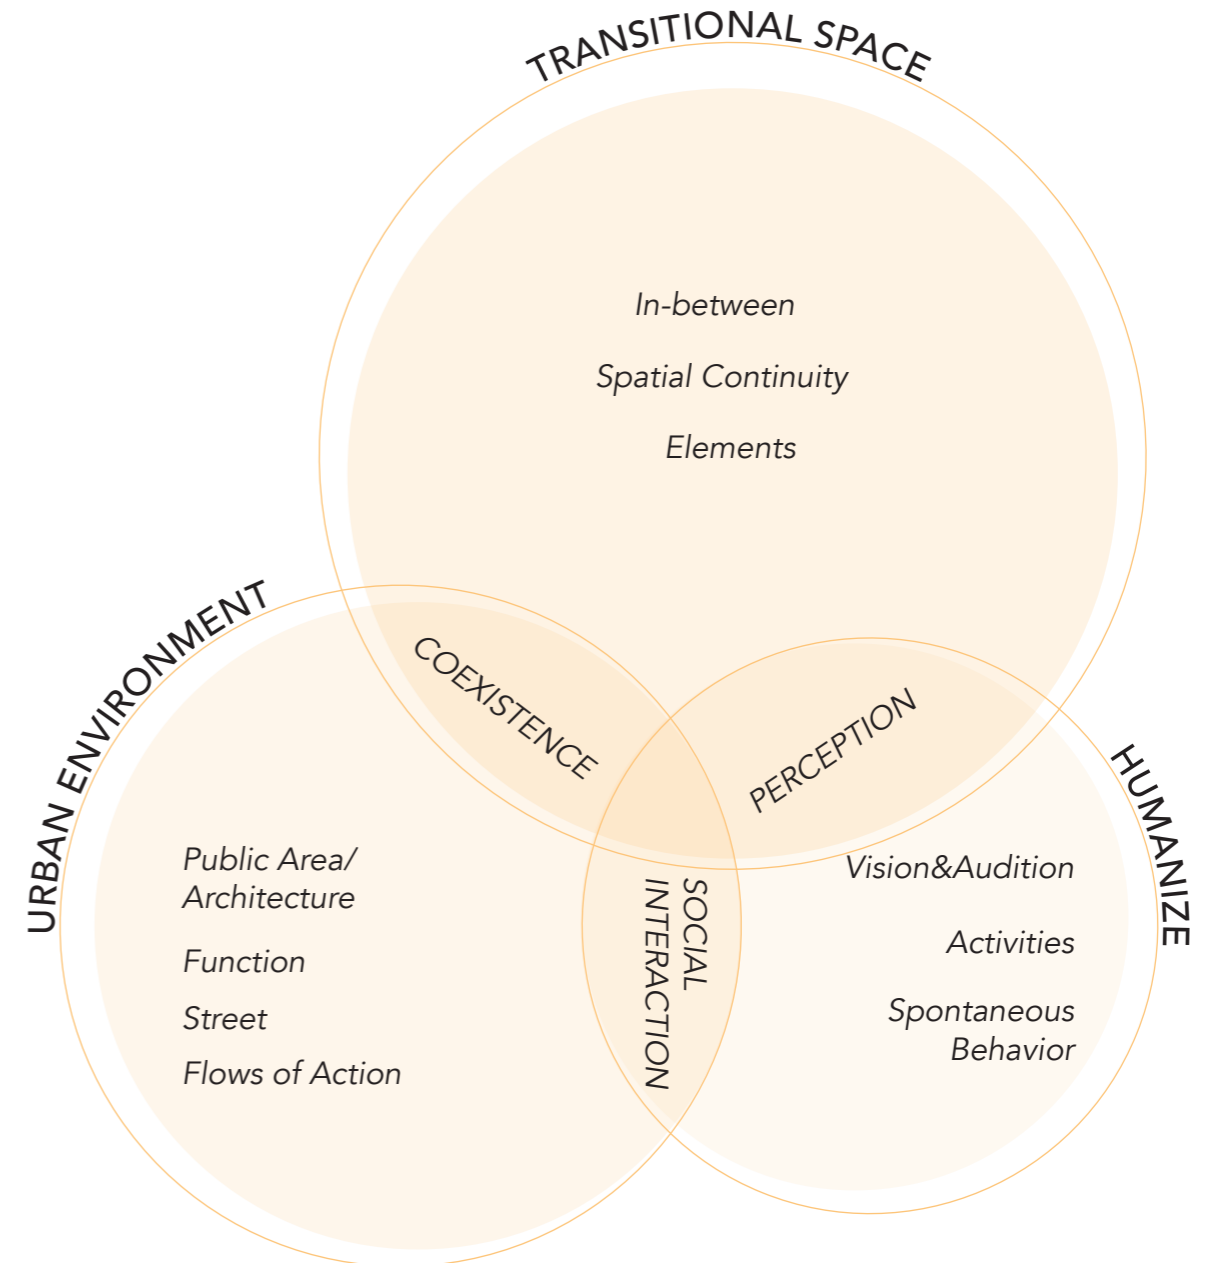 TRANSITIONAL SPACE
In-between
Spatial Continuity
Elements
URBAN ENVIRONMENT
COEXISTENCE
PERCEPTION
HUMANIZE
Public Area/
Architecture
Function
Street
Flows of Action
SOCIAL
INTERACTION
Vision&Audition
Activities
Spontaneous
Behavior